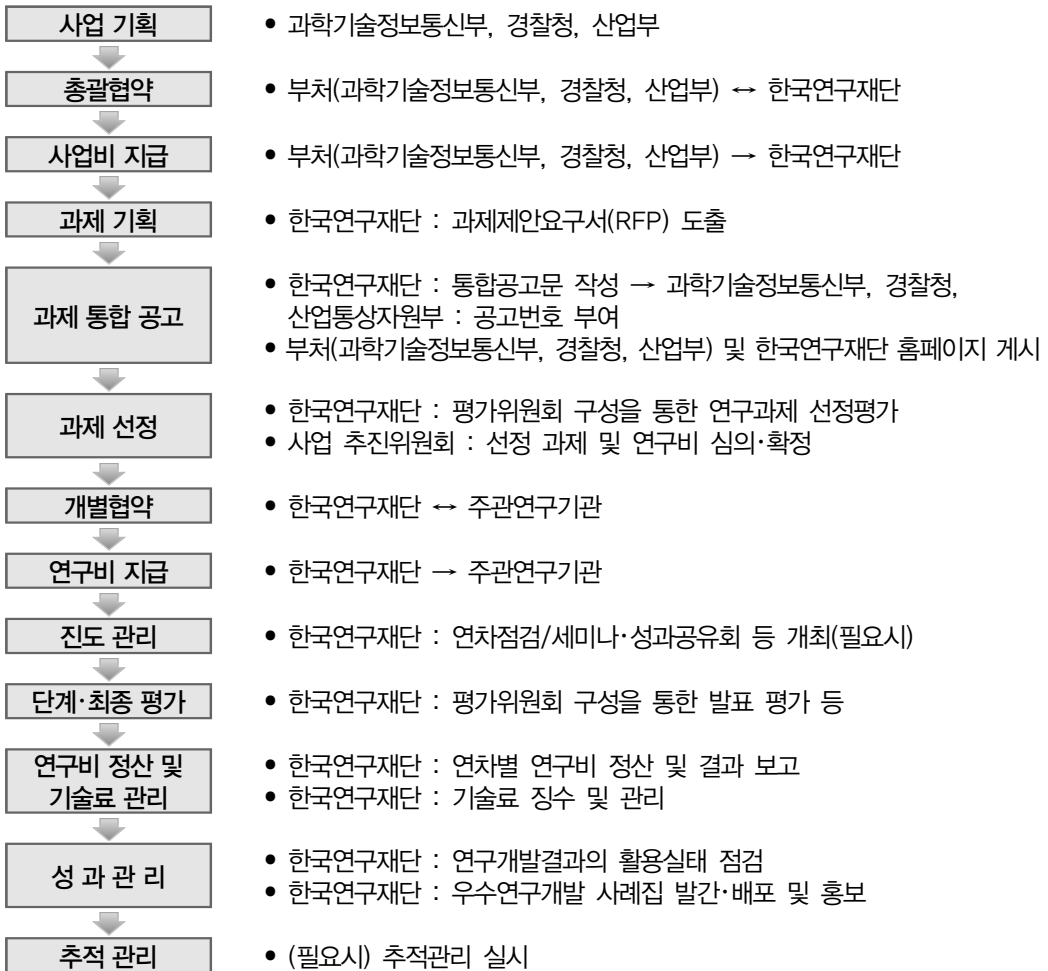 사업 기획
• 과학기술정보통신부, 경찰청, 산업부
총괄협약
• 부처(과학기술정보통신부, 경찰청, 산업부) ↔ 한국연구재단
사업비 지급
• 부처(과학기술정보통신부, 경찰청, 산업부) → 한국연구재단
과제 기획
• 한국연구재단 : 과제제안요구서(RFP) 도출
과제 통합 공고
• 한국연구재단 : 통합공고문 작성 → 과학기술정보통신부, 경찰청,
산업통상자원부 : 공고번호 부여
• 부처(과학기술정보통신부, 경찰청, 산업부) 및 한국연구재단 홈페이지 게시
과제 선정
• 한국연구재단 : 평가위원회 구성을 통한 연구과제 선정평가
• 사업 추진위원회 : 선정 과제 및 연구비 심의·확정
개별협약
• 한국연구재단 ↔ 주관연구기관
연구비 지급
• 한국연구재단 → 주관연구기관
진도 관리
• 한국연구재단 : 연차점검/세미나·성과공유회 등 개최(필요시)
단계·최종 평가
• 한국연구재단 : 평가위원회 구성을 통한 발표 평가 등
연구비 정산 및
기술료 관리
• 한국연구재단 : 연차별 연구비 정산 및 결과 보고
• 한국연구재단 : 기술료 징수 및 관리
성 과 관 리
• 한국연구재단 : 연구개발결과의 활용실태 점검
• 한국연구재단 : 우수연구개발 사례집 발간·배포 및 홍보
추적 관리
• (필요시) 추적관리 실시